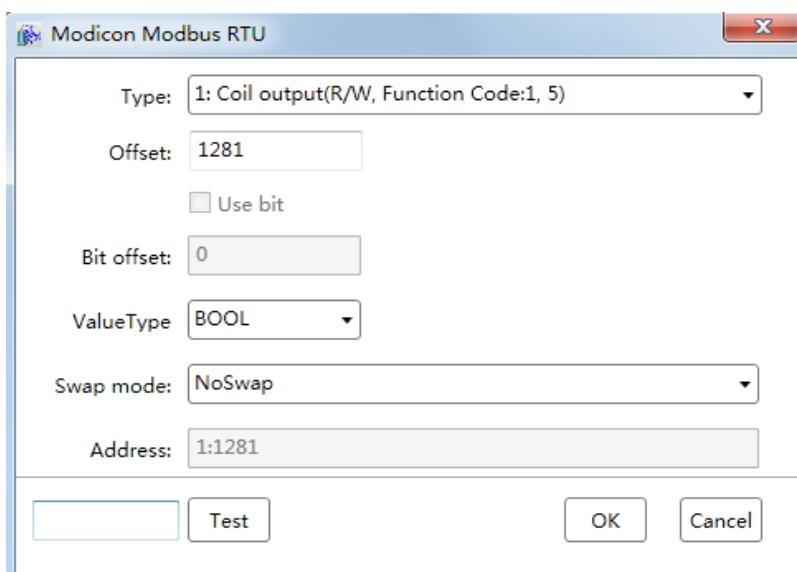 Modicon Modbus RTU
Type: 1: Coil output(R/W, Function Code:1, 5)
Offset: 1281
Use bit
Bit offset: 0
ValueType BOOL
Swap mode: NoSwap
Address: 1:1281
Test OK Cancel